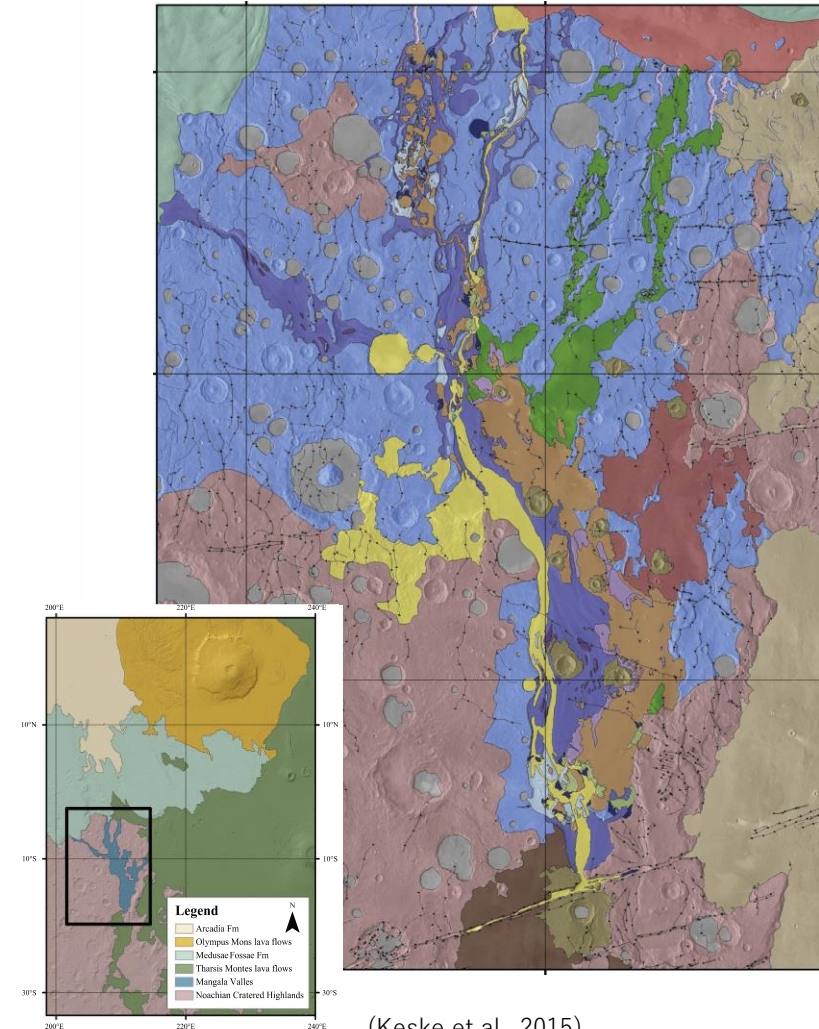 200°E 220°E 240°E
10°N 10°N
10°S 10°S
30°S 30°S
Legend
N
Arcadia Fm
Olympus Mons lava flows
Medusae Fossae Fm
Tharsis Montes lava flows
Mangala Valles
Noachian Cratered Highlands
200°E 220°E 240°E
(Keske et al., 2015)